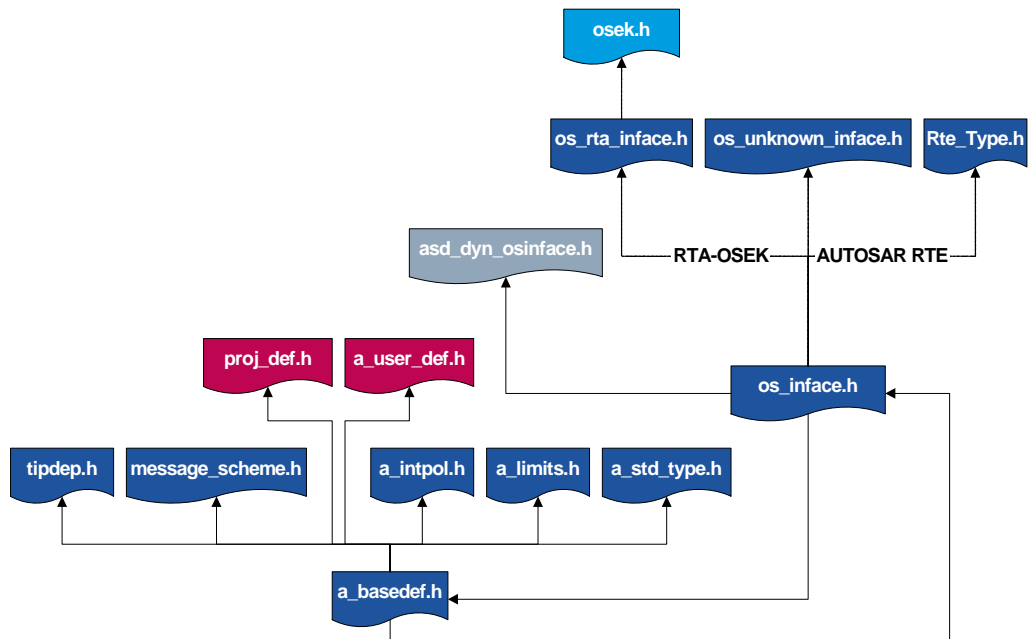 osek.h
os_rta_inface.h
os_unknown_inface.h
Rte_Type.h
asd_dyn_osinface.h
RTA-OSEK
AUTOSAR RTE
proj_def.h
a_user_def.h
os_inface.h
tipdep.h
message_scheme.h
a_intpol.h
a_limits.h
a_std_type.h
a_basedef.h